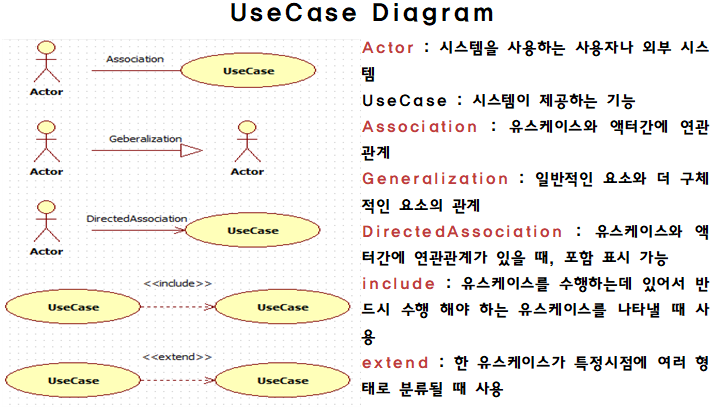 UseCase Diagram
Association
UseCase
Actor
Geberalization
Actor
Actor
DirectedAssociation
UseCase
Actor
<<include>>
UseCase
UseCase
<<extend>>
UseCase
UseCase
Actor : 시스템을 사용하는 사용자나 외부 시스
템
UseCase : 시스템이 제공하는 기능
Association : 유스케이스와 액터간에 연관
관계
Generalization : 일반적인 요소와 더 구체
적인 요소의 관계
DirectedAssociation : 유스케이스와 액
터간에 연관관계가 있을 때, 포함 표시 가능
include : 유스케이스를 수행하는데 있어서 반
드시 수행 해야 하는 유스케이스를 나타낼 때 사
용
extend : 한 유스케이스가 특정시점에 여러 형
태로 분류될 때 사용